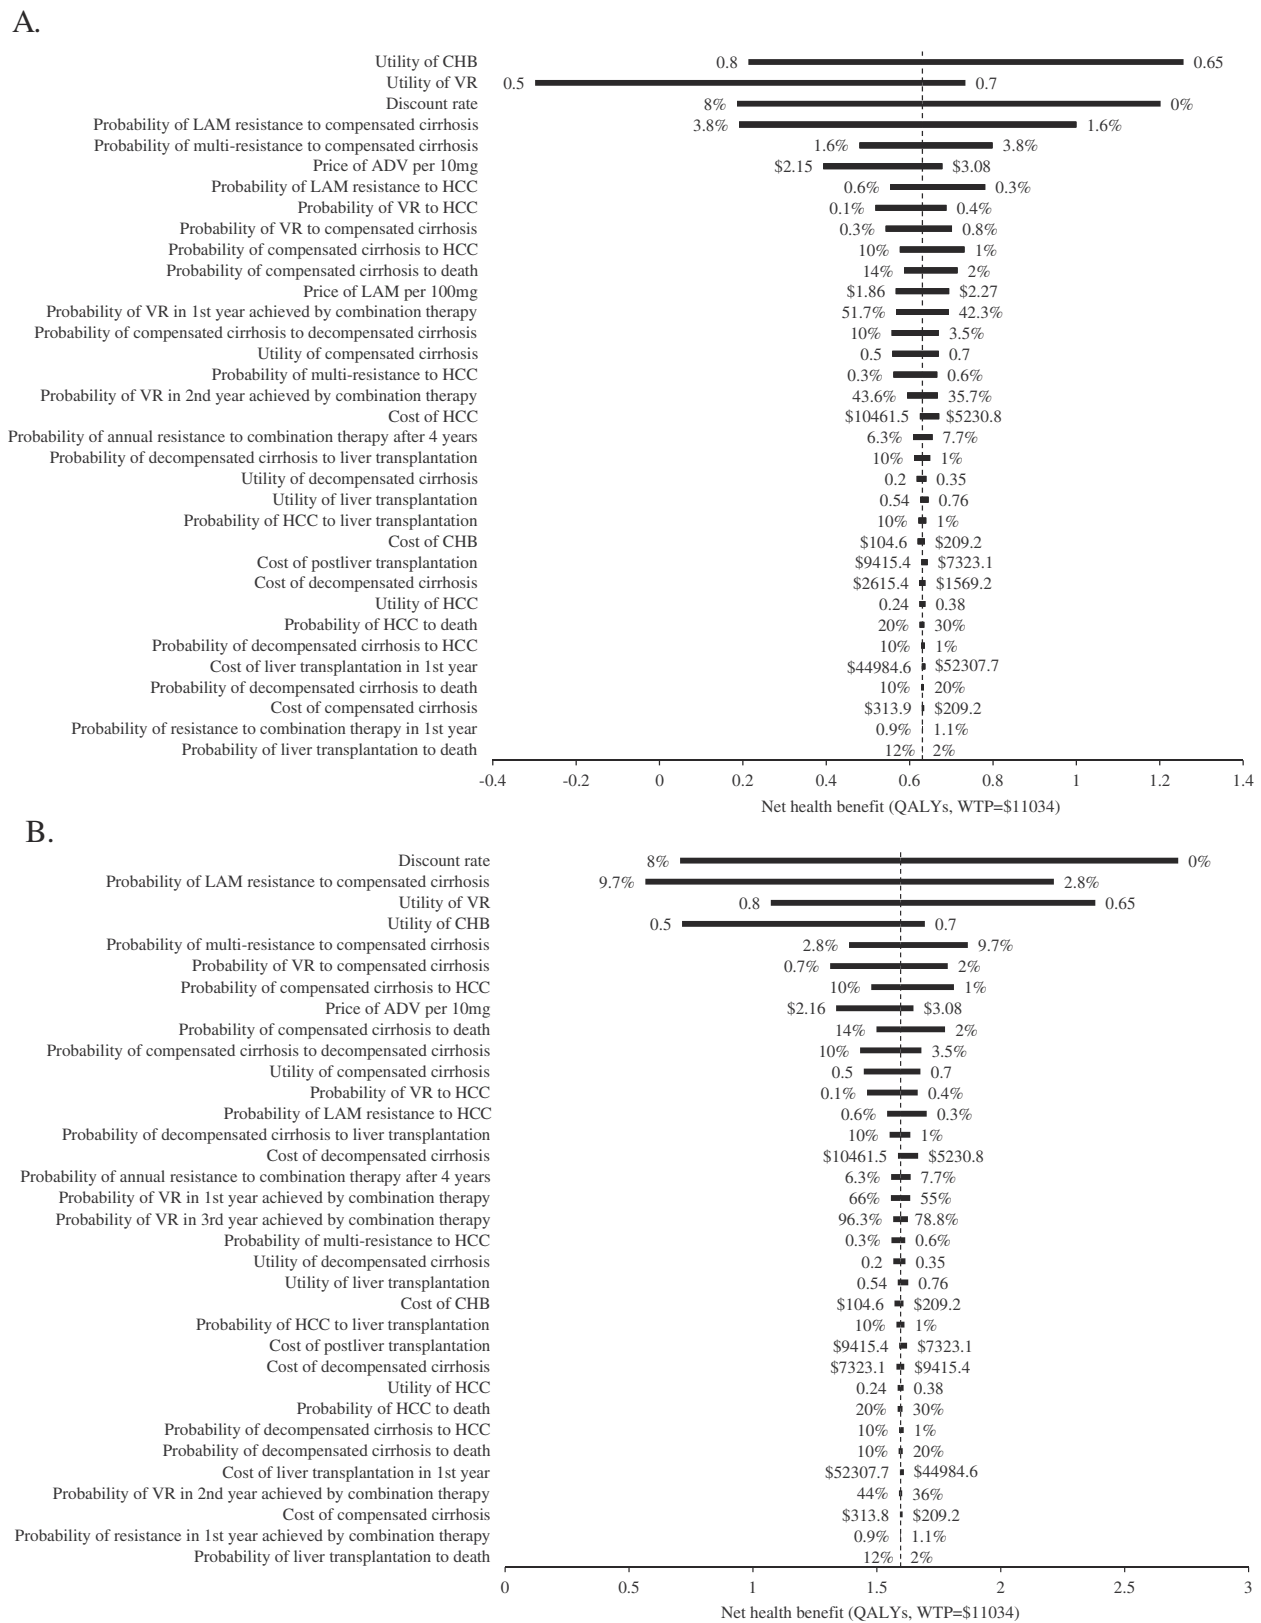 A.
Utility of CHB 0.8 0.65
Utility of VR 0.5 0.7
Discount rate 8% 0%
Probability of LAM resistance to compensated cirrhosis 3.8% 1.6%
Probability of multi-resistance to compensated cirrhosis 1.6% 3.8%
Price of ADV per 10mg $2.15 $3.08
Probability of LAM resistance to HCC 0.6% 0.3%
Probability of VR to HCC 0.1% 0.4%
Probability of VR to compensated cirrhosis 0.3% 0.8%
Probability of compensated cirrhosis to HCC 10% 1%
Probability of compensated cirrhosis to death 14% 2%
Price of LAM per 100mg $1.86 $2.27
Probability of VR in 1st year achieved by combination therapy 51.7% 42.3%
Probability of compensated cirrhosis to decompensated cirrhosis 10% 3.5%
Utility of compensated cirrhosis 0.5 0.7
Probability of multi-resistance to HCC 0.3% 0.6%
Probability of VR in 2nd year achieved by combination therapy 43.6% 35.7%
Cost of HCC $10461.5 $5230.8
Probability of annual resistance to combination therapy after 4 years 6.3% 7.7%
Probability of decompensated cirrhosis to liver transplantation 10% 1%
Utility of decompensated cirrhosis 0.2 0.35
Utility of liver transplantation 0.54 0.76
Probability of HCC to liver transplantation 10% 1%
Cost of CHB $104.6 $209.2
Cost of postliver transplantation $9415.4 $7323.1
Cost of decompensated cirrhosis $2615.4 $1569.2
Utility of HCC 0.24 0.38
Probability of HCC to death 20% 30%
Probability of decompensated cirrhosis to HCC 10% 1%
Cost of liver transplantation in 1st year $44984.6 $52307.7
Probability of decompensated cirrhosis to death 10% 20%
Cost of compensated cirrhosis $313.9 $209.2
Probability of resistance to combination therapy in 1st year 0.9% 1.1%
Probability of liver transplantation to death 12% 2%
-0.4 -0.2 0 0.2 0.4 0.6 0.8 1 1.2 1.4
Net health benefit (QALYs, WTP=$11034)
B.
Discount rate 8% 0%
Probability of LAM resistance to compensated cirrhosis 9.7% 2.8%
Utility of VR 0.8 0.65
Utility of CHB 0.5 0.7
Probability of multi-resistance to compensated cirrhosis 2.8% 9.7%
Probability of VR to compensated cirrhosis 0.7% 2%
Probability of compensated cirrhosis to HCC 10% 1%
Price of ADV per 10mg $2.16 $3.08
Probability of compensated cirrhosis to death 14% 2%
Probability of compensated cirrhosis to decompensated cirrhosis 10% 3.5%
Utility of compensated cirrhosis 0.5 0.7
Probability of VR to HCC 0.1% 0.4%
Probability of LAM resistance to HCC 0.6% 0.3%
Probability of decompensated cirrhosis to liver transplantation 10% 1%
Cost of decompensated cirrhosis $10461.5 $5230.8
Probability of annual resistance to combination therapy after 4 years 6.3% 7.7%
Probability of VR in 1st year achieved by combination therapy 66% 55%
Probability of VR in 3rd year achieved by combination therapy 96.3% 78.8%
Probability of multi-resistance to HCC 0.3% 0.6%
Utility of decompensated cirrhosis 0.2 0.35
Utility of liver transplantation 0.54 0.76
Cost of CHB $104.6 $209.2
Probability of HCC to liver transplantation 10% 1%
Cost of postliver transplantation $9415.4 $7323.1
Cost of decompensated cirrhosis $7323.1 $9415.4
Utility of HCC 0.24 0.38
Probability of HCC to death 20% 30%
Probability of decompensated cirrhosis to HCC 10% 1%
Probability of decompensated cirrhosis to death 10% 20%
Cost of liver transplantation in 1st year $52307.7 $44984.6
Probability of VR in 2nd year achieved by combination therapy 44% 36%
Cost of compensated cirrhosis $313.8 $209.2
Probability of resistance in 1st year achieved by combination therapy 0.9% 1.1%
Probability of liver transplantation to death 12% 2%
0 0.5 1 1.5 2 2.5 3
Net health benefit (QALYs, WTP=$11034)